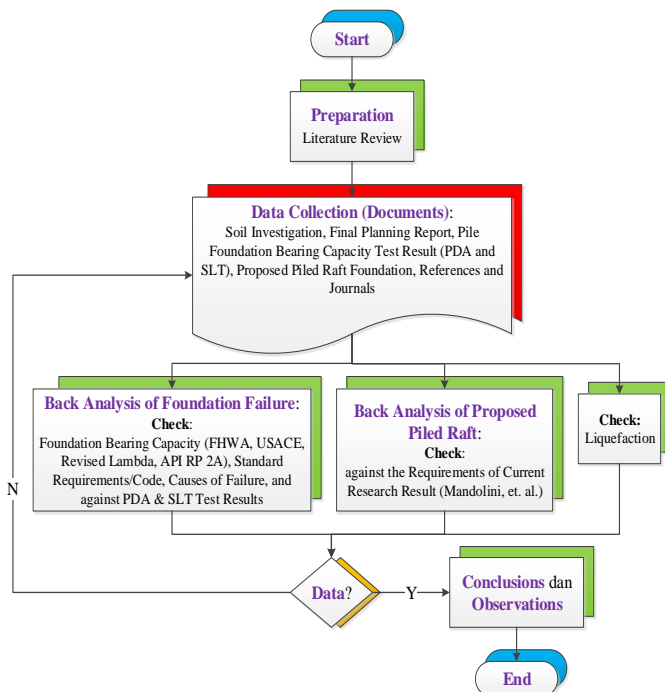 Start
Preparation
Literature Review
Data Collection (Documents):
Soil Investigation, Final Planning Report, Pile
Foundation Bearing Capacity Test Result (PDA and
SLT), Proposed Piled Raft Foundation, References and
Journals
Back Analysis of Foundation Failure:
Check:
Foundation Bearing Capacity (FHWA, USACE,
Revised Lambda, API RP 2A), Standard
Requirements/Code, Causes of Failure, and
against PDA & SLT Test Results
Back Analysis of Proposed
Piled Raft:
Check:
against the Requirements of Current
Research Result (Mandolini, et. al.)
Check:
Liquefaction
N
Data?
Y
Conclusions dan
Observations
End